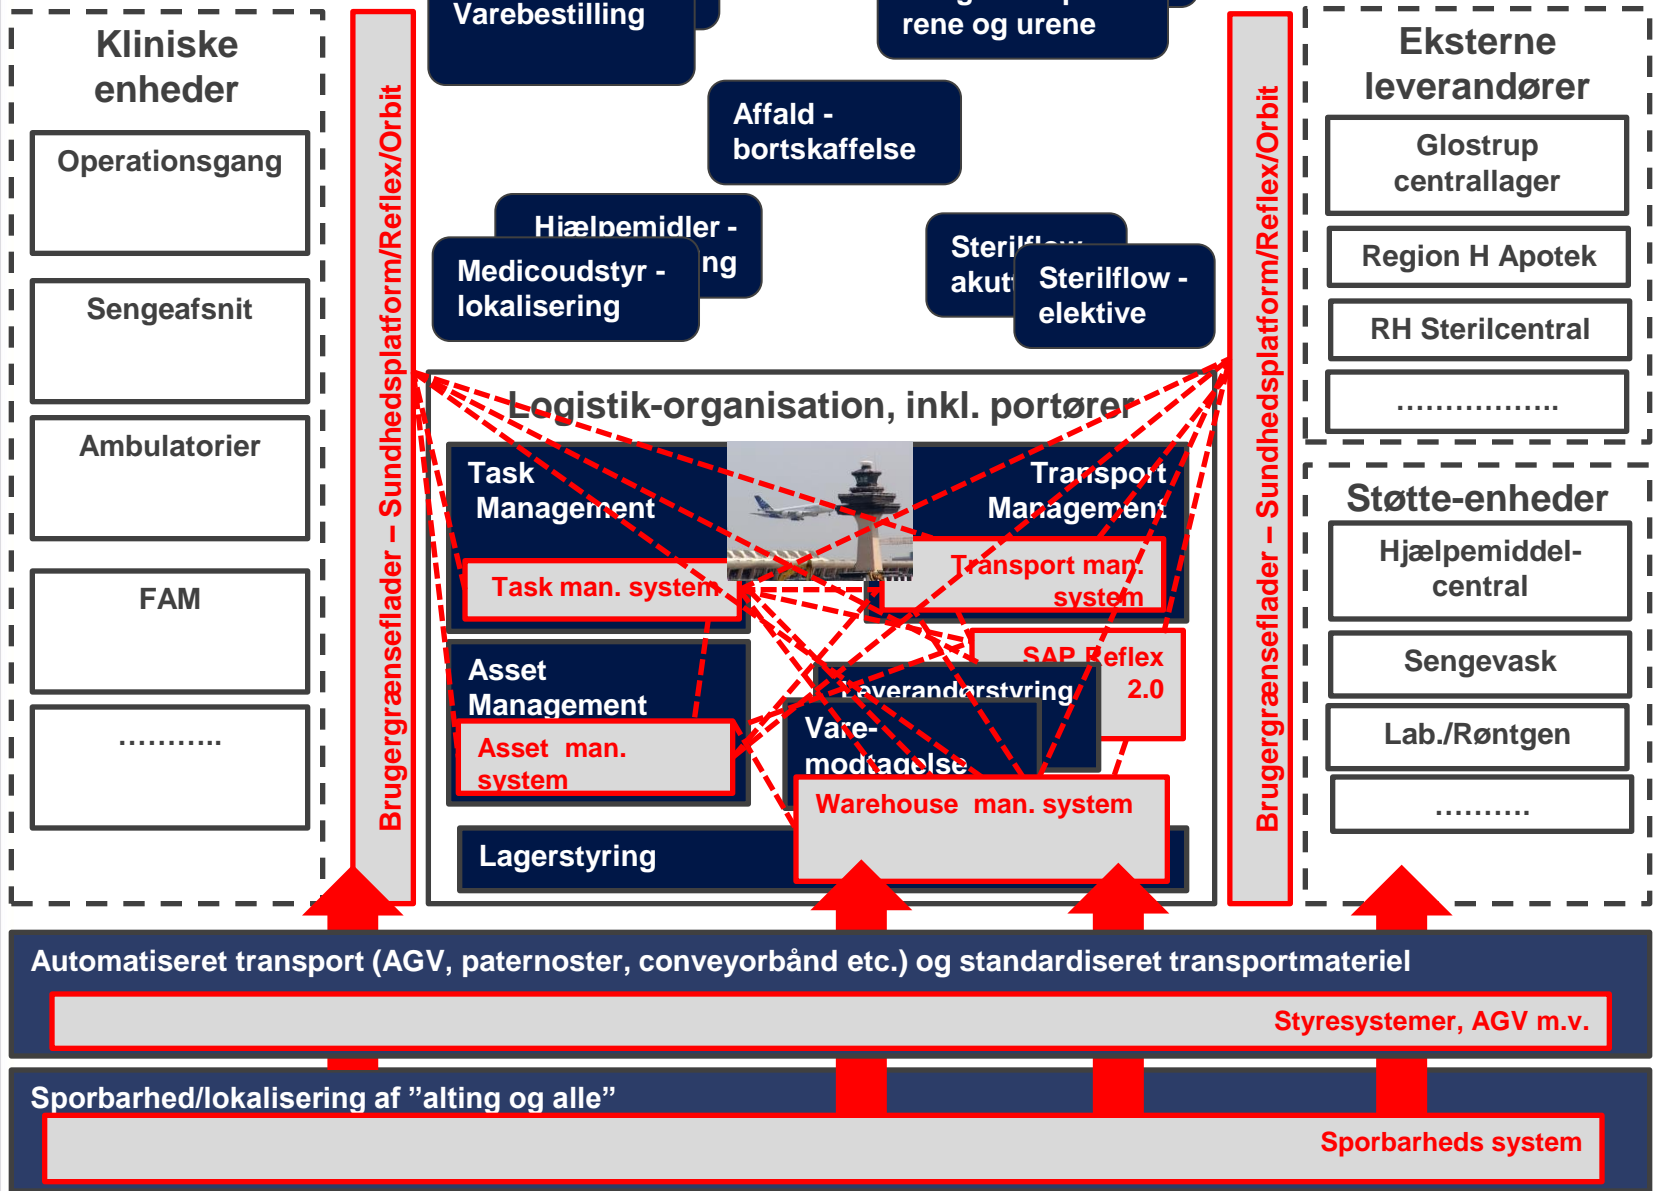 Kliniske
enheder
Operationsgang
Sengeafsnit
Ambulatorier
FAM
………..
Brugergrænseflader – Sundhedsplatform/Reflex/Orbit
Varebestilling
rene og urene
Affald -
bortskaffelse
Hjælpemidler -
ng
Medicoudstyr -
lokalisering
Sterilflow
akut
Sterilflow -
elektive
Logistik-organisation, inkl. portører
Task
Management
Task man. system
Transport
Management
Transport man.
system
Asset
Management
Asset man.
system
SAP Reflex
2.0
Leverandørstyring
Vare-
modtagelse
Warehouse man. system
Lagerstyring
Brugergrænseflader – Sundhedsplatform/Reflex/Orbit
Eksterne
leverandører
Glostrup
centrallager
Region H Apotek
RH Sterilcentral
……………..
Støtte-enheder
Hjælpemiddel-
central
Sengevask
Lab./Røntgen
……….
Automatiseret transport (AGV, paternoster, conveyorbånd etc.) og standardiseret transportmateriel
Styresystemer, AGV m.v.
Sporbarhed/lokalisering af ”alting og alle”
Sporbarheds system